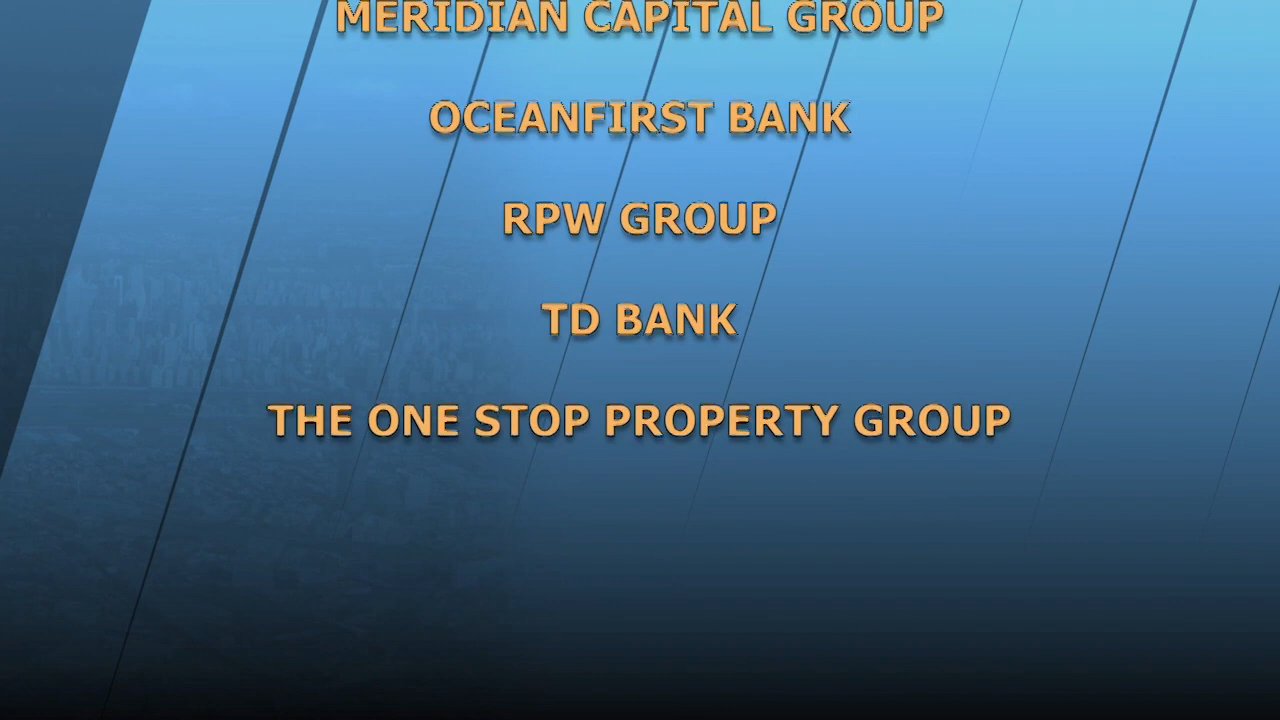 MERIDIAN CAPITAL GROUP
OCEANFIRST BANK
RPW GROUP
TD BANK
THE ONE STOP PROPERTY GROUP